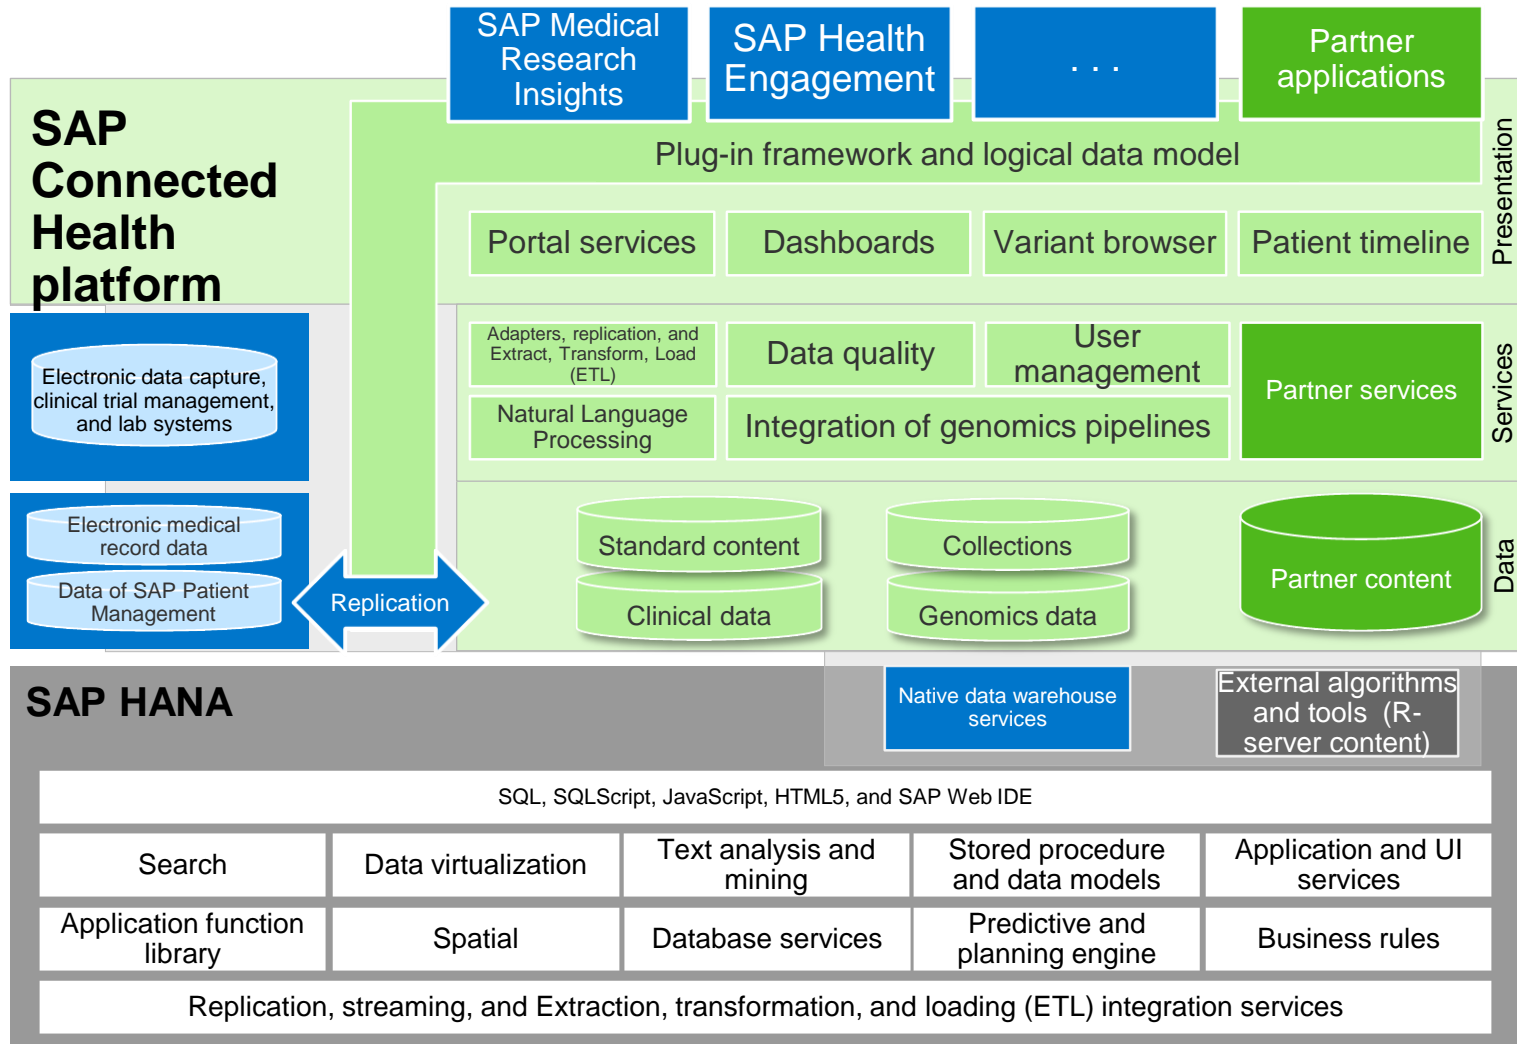 SAP Medical
Research
Insights
SAP Health
Engagement
. . .
Partner
applications
SAP
Connected
Health
platform
Plug-in framework and logical data model
Presentation
Portal services
Dashboards
Variant browser
Patient timeline
Electronic data capture,
clinical trial management,
and lab systems
Adapters, replication, and
Extract, Transform, Load
(ETL)
Data quality
User
management
Partner services
Services
Natural Language
Processing
Integration of genomics pipelines
Electronic medical
record data
Data of SAP Patient
Management
Replication
Standard content
Collections
Clinical data
Genomics data
Partner content
Data
SAP HANA
Native data warehouse
services
External algorithms
and tools (R-
server content)
SQL, SQLScript, JavaScript, HTML5, and SAP Web IDE
Search
Data virtualization
Text analysis and
mining
Stored procedure
and data models
Application and UI
services
Application function
library
Spatial
Database services
Predictive and
planning engine
Business rules
Replication, streaming, and Extraction, transformation, and loading (ETL) integration services